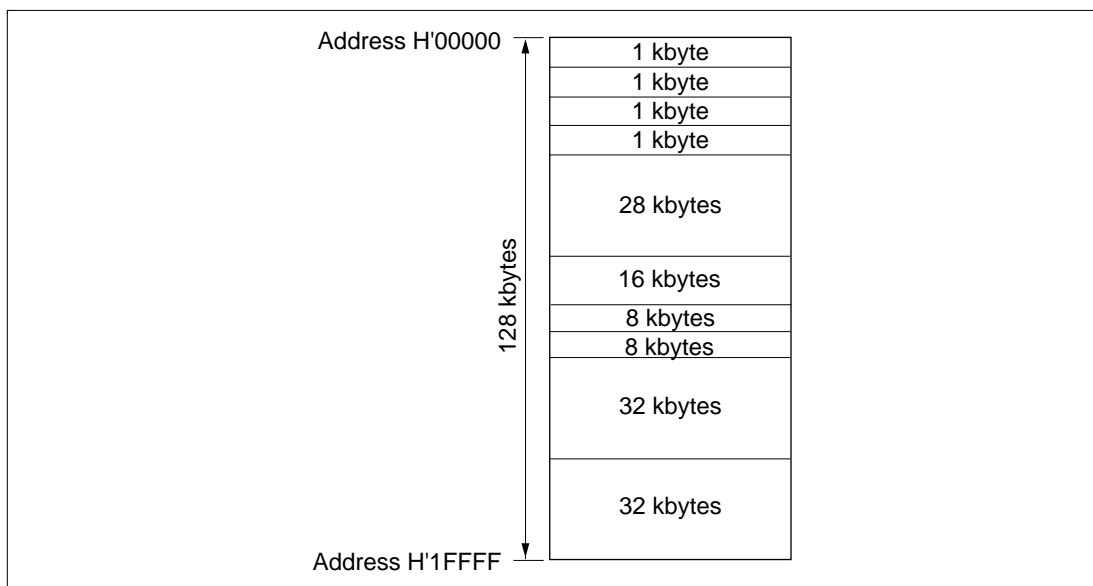 Address H'00000
1 kbyte
1 kbyte
1 kbyte
1 kbyte
28 kbytes
16 kbytes
8 kbytes
8 kbytes
32 kbytes
32 kbytes
128 kbytes
Address H'1FFFF